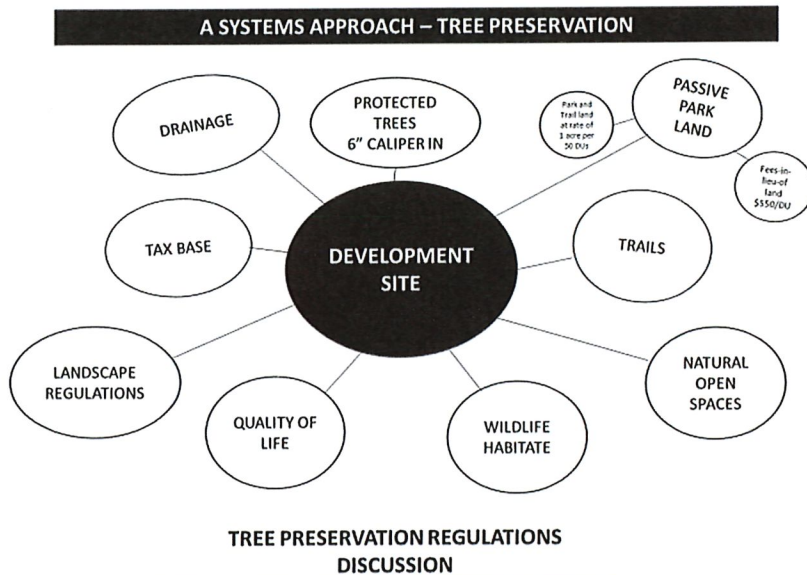 A SYSTEMS APPROACH – TREE PRESERVATION
DRAINAGE
PROTECTED
TREES
6" CALIPER IN
Park and
Trail land
at rate of
1 acre per
50 DUs
PASSIVE
PARK
LAND
Fees-in-
lieu-of
land
$550/DU
TAX BASE
DEVELOPMENT
SITE
TRAILS
LANDSCAPE
REGULATIONS
QUALITY OF
LIFE
WILDLIFE
HABITATE
NATURAL
OPEN
SPACES
TREE PRESERVATION REGULATIONS
DISCUSSION